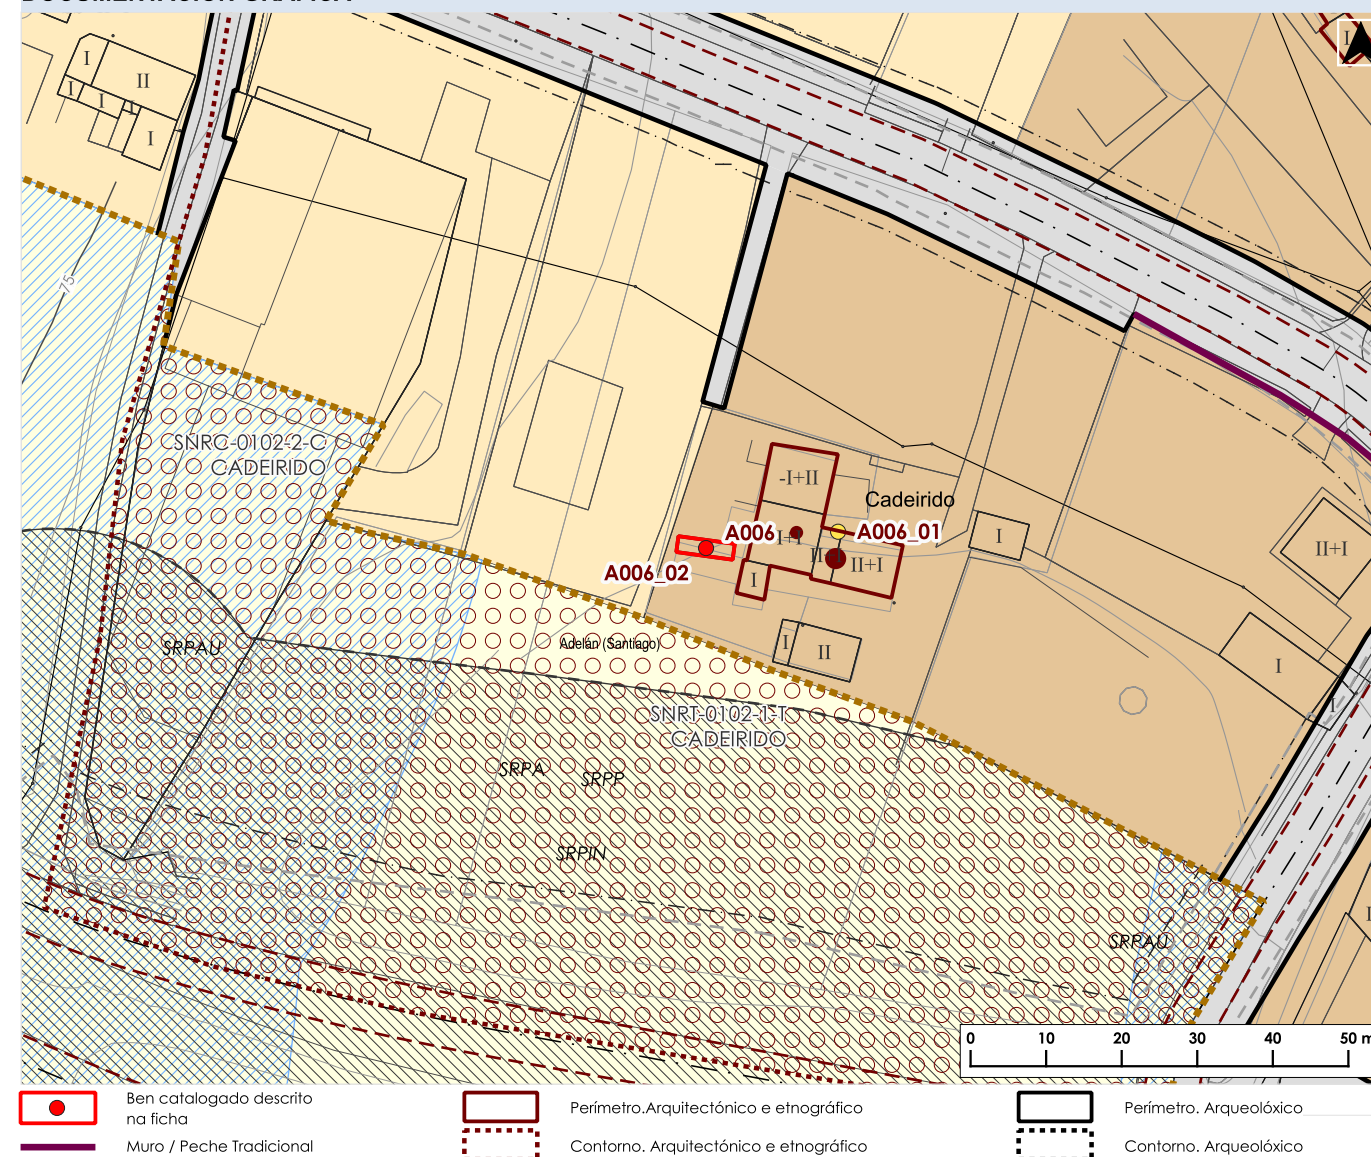 I
II
I
I
I
I
75
SNRC-0102-2-C
CADEIRIDO
-I+II
Cadeirido
A006
A006_01
I+I
II
II+I
A006_02
I
I
II+I
I
II
I
I
SRPAU
Adelán (Santiago)
SNRT-0102-1-T
CADEIRIDO
SRPA
SRPP
SRPIN
SRPAU
0 10 20 30 40 50 m
Ben catalogado descrito
na ficha
Perímetro.Arquitectónico e etnográfico
Perímetro. Arqueolóxico
Muro / Peche Tradicional
Contorno. Arquitectónico e etnográfico
Contorno. Arqueolóxico